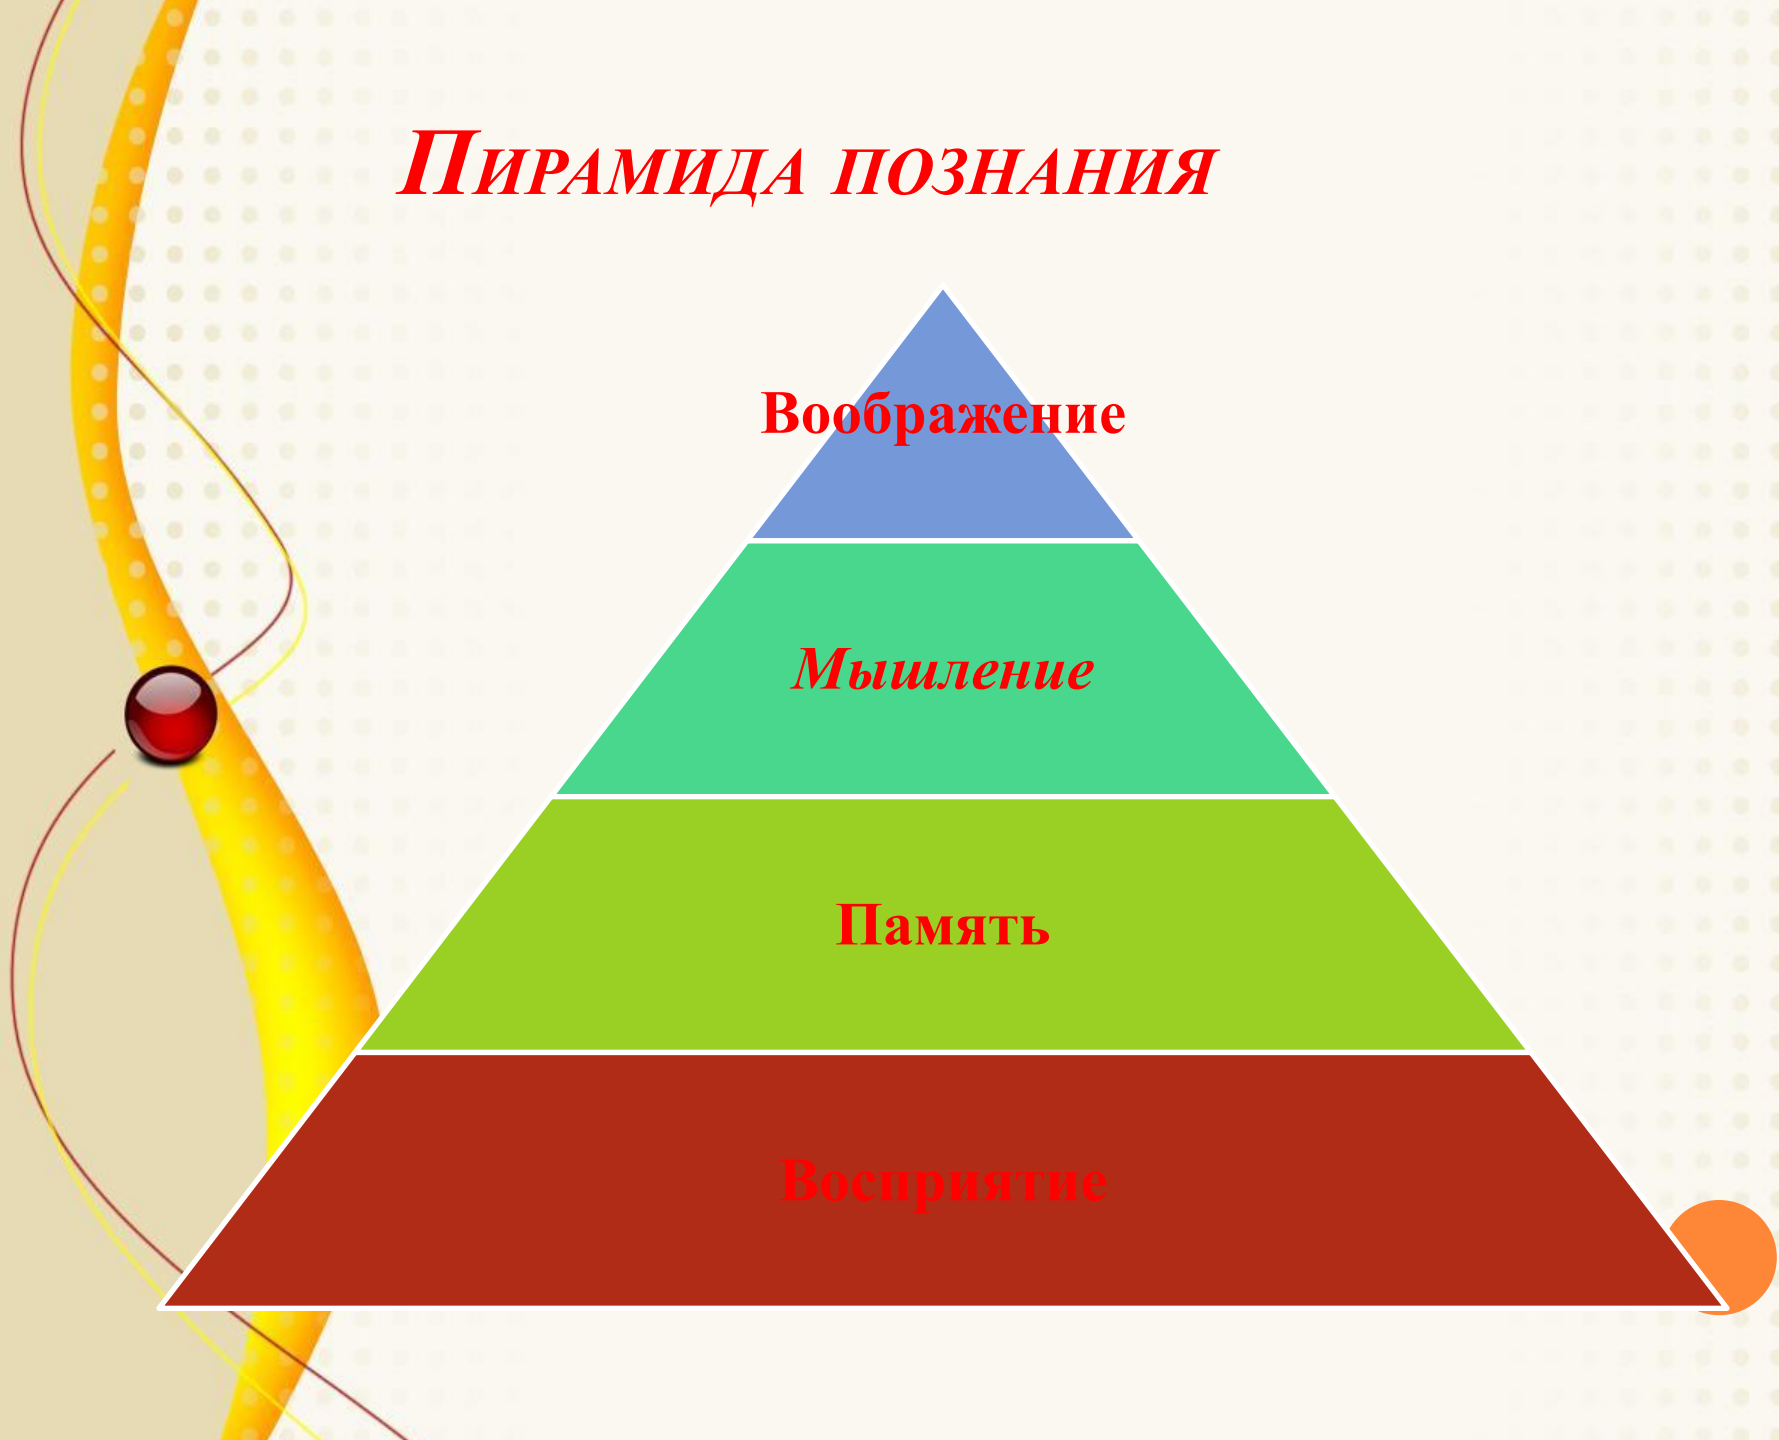 Пирамида познания
Воображение
Мышление
Память
Восприятие